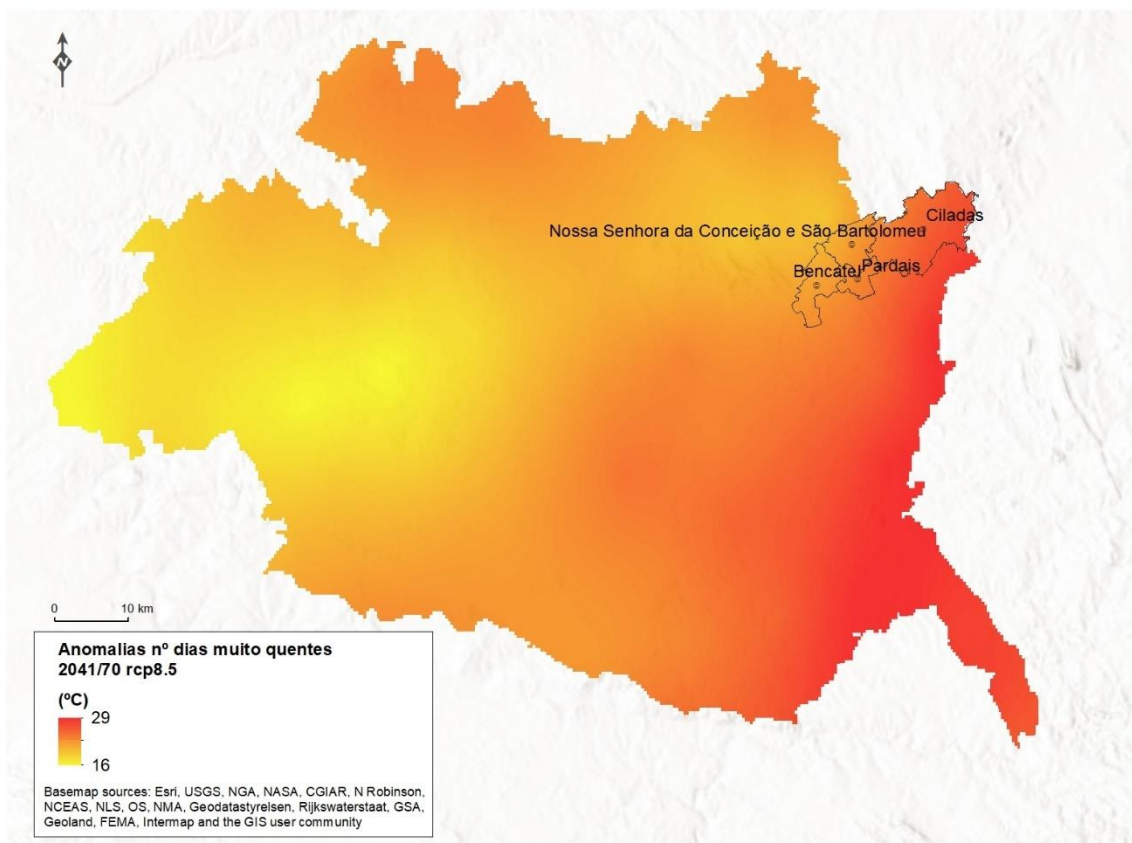 N
Ciladas
Nossa Senhora da Conceição e São Bartolomeu
Bencatel
Pardais
0 10 km
Anomalias nº dias muito quentes
2041/70 rcp8.5
(ºC)
29
16
Basemap sources: Esri, USGS, NGA, NASA, CGIAR, N Robinson,
NCEAS, NLS, OS, NMA, Geodatastyrelsen, Rijkswaterstaat, GSA,
Geoland, FEMA, Intermap and the GIS user community